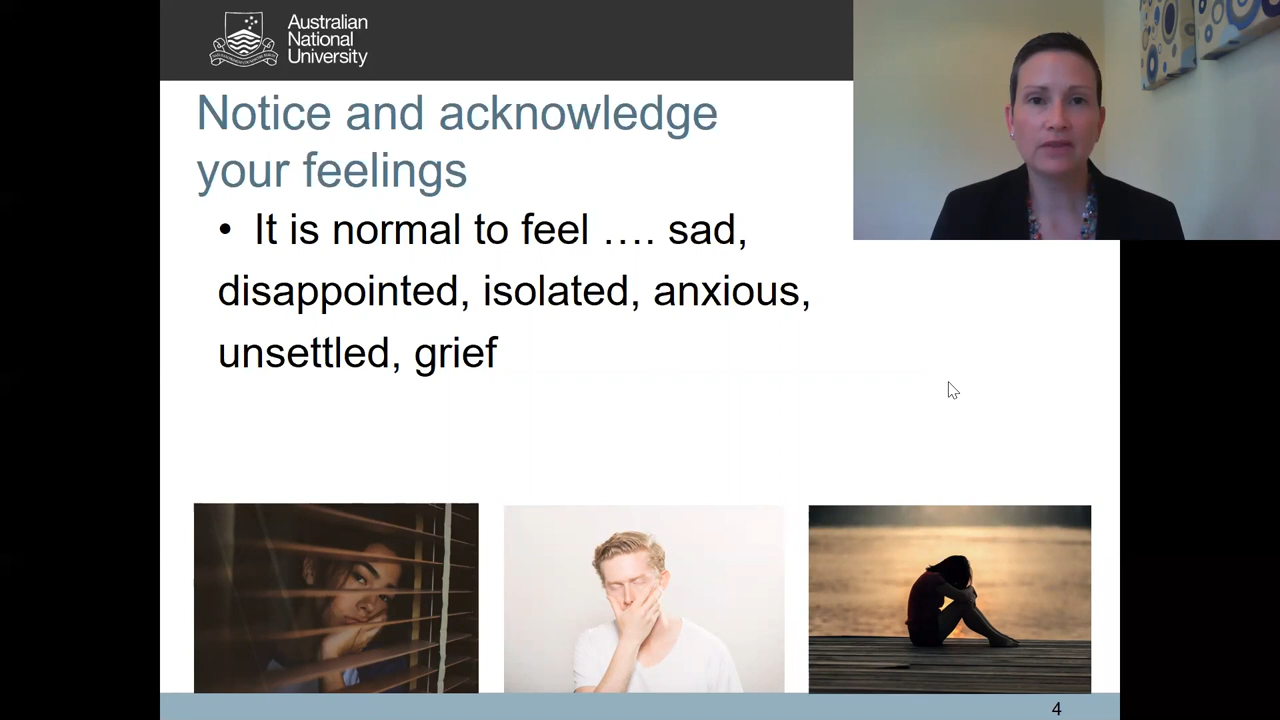 Australian
National
University
Notice and acknowledge
your feelings
• It is normal to feel …. sad,
disappointed, isolated, anxious,
unsettled, grief
4